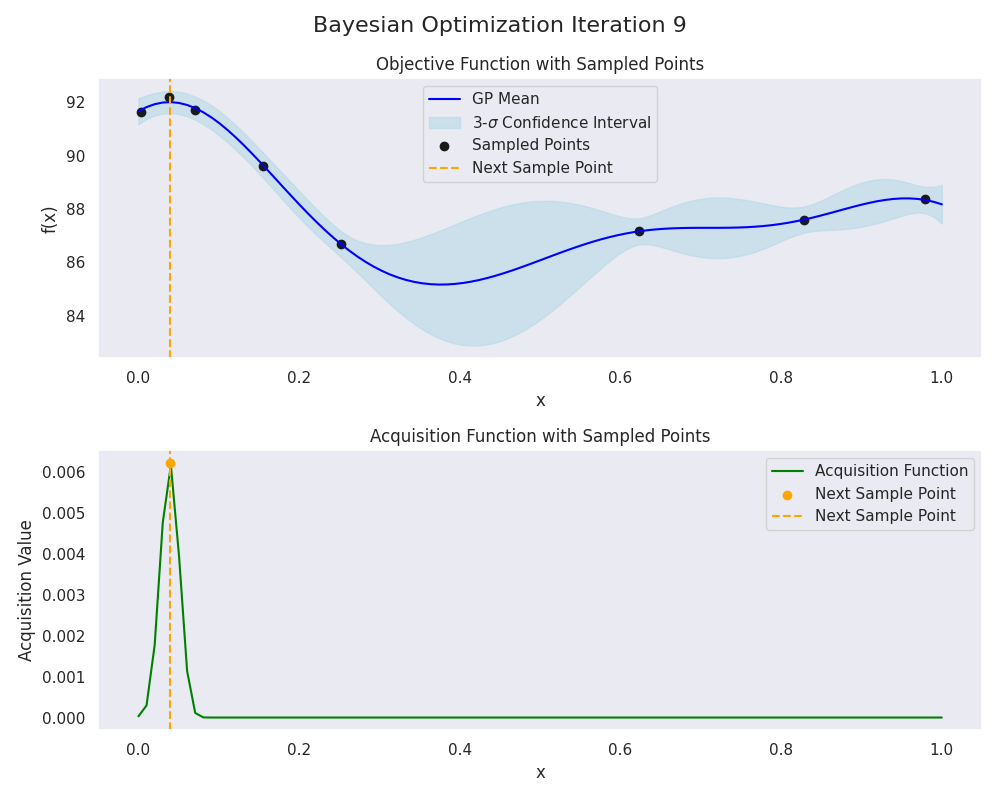 Bayesian Optimization Iteration 9
Objective Function with Sampled Points
GP Mean
3-σ Confidence Interval
Sampled Points
Next Sample Point
f(x)
92
90
88
86
84
0.0 0.2 0.4 0.6 0.8 1.0
x
Acquisition Function with Sampled Points
Acquisition Function
Next Sample Point
Next Sample Point
Acquisition Value
0.006
0.005
0.004
0.003
0.002
0.001
0.000
0.0 0.2 0.4 0.6 0.8 1.0
x